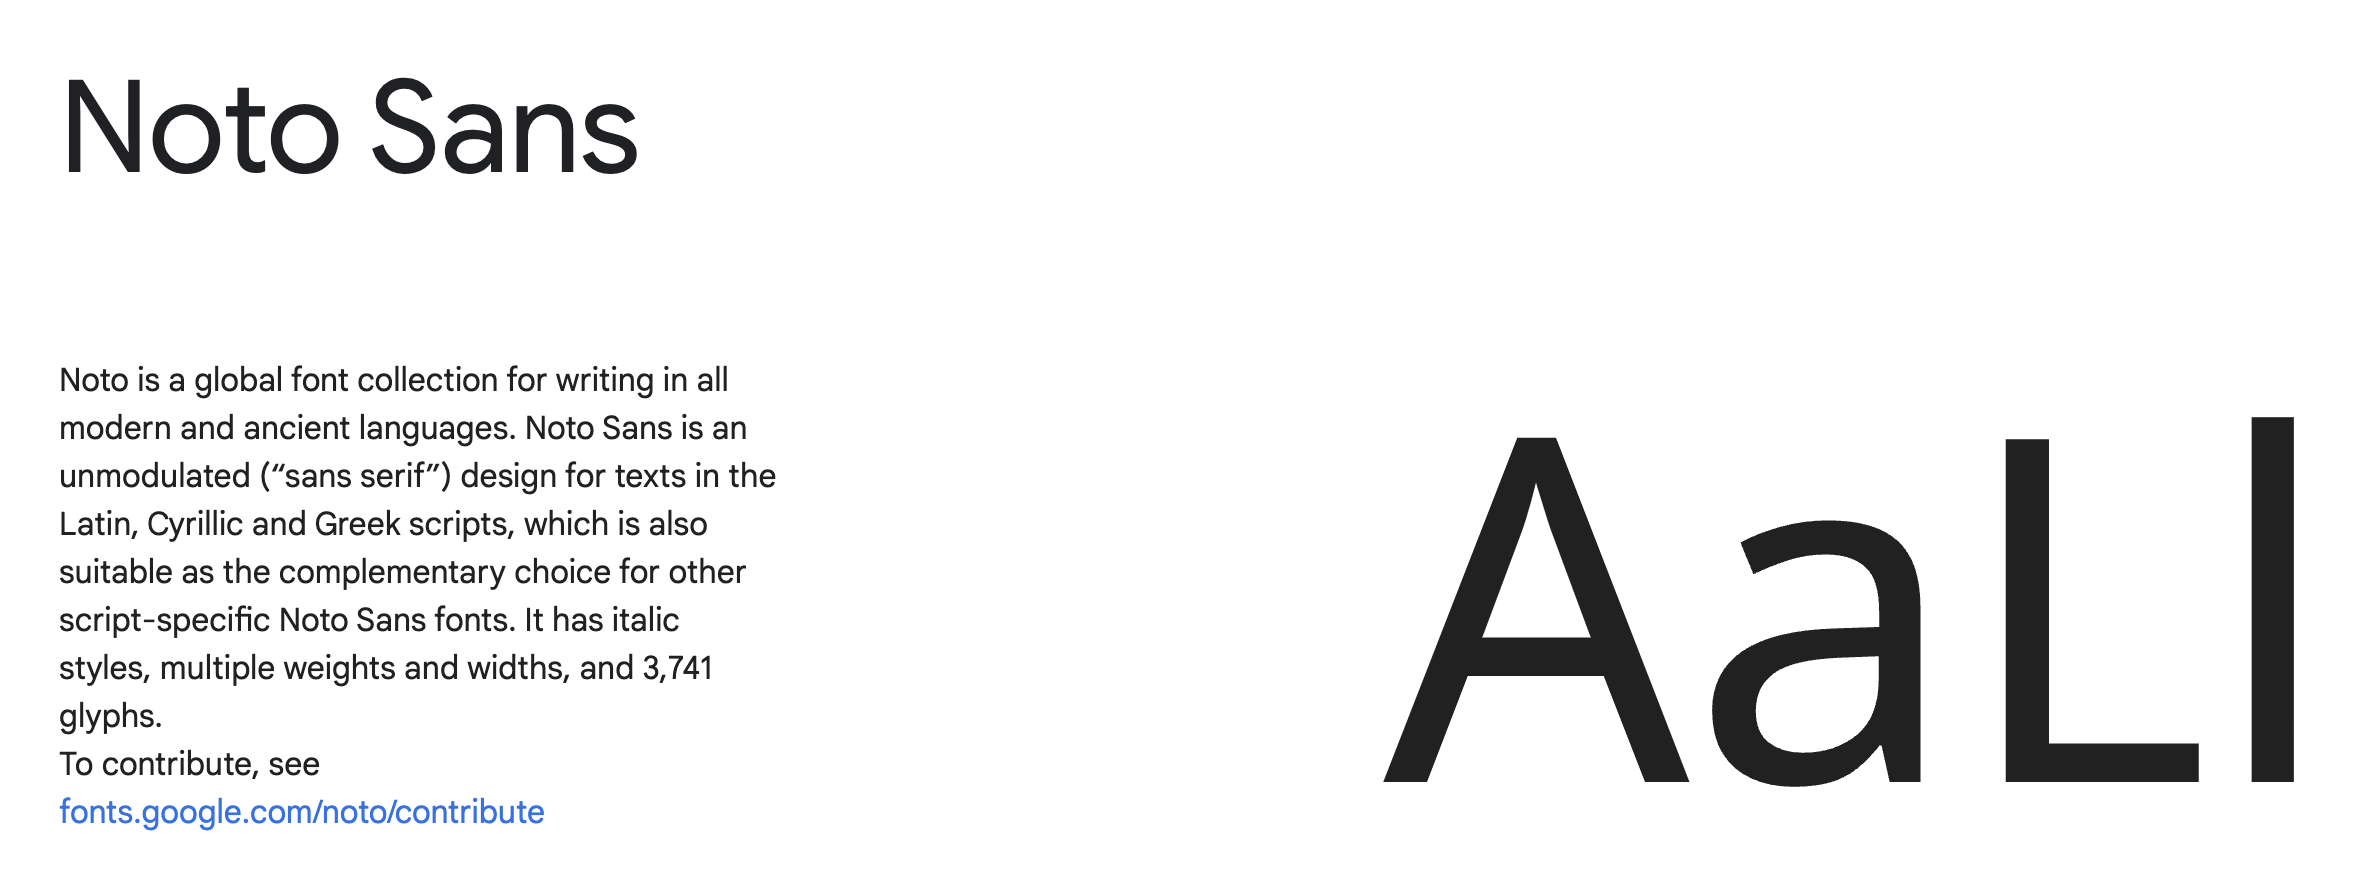 Noto Sans
Noto is a global font collection for writing in all
modern and ancient languages. Noto Sans is an
unmodulated (“sans serif”) design for texts in the
Latin, Cyrillic and Greek scripts, which is also
suitable as the complementary choice for other
script-specific Noto Sans fonts. It has italic
styles, multiple weights and widths, and 3,741
glyphs.
To contribute, see
fonts.google.com/noto/contribute
AaLl